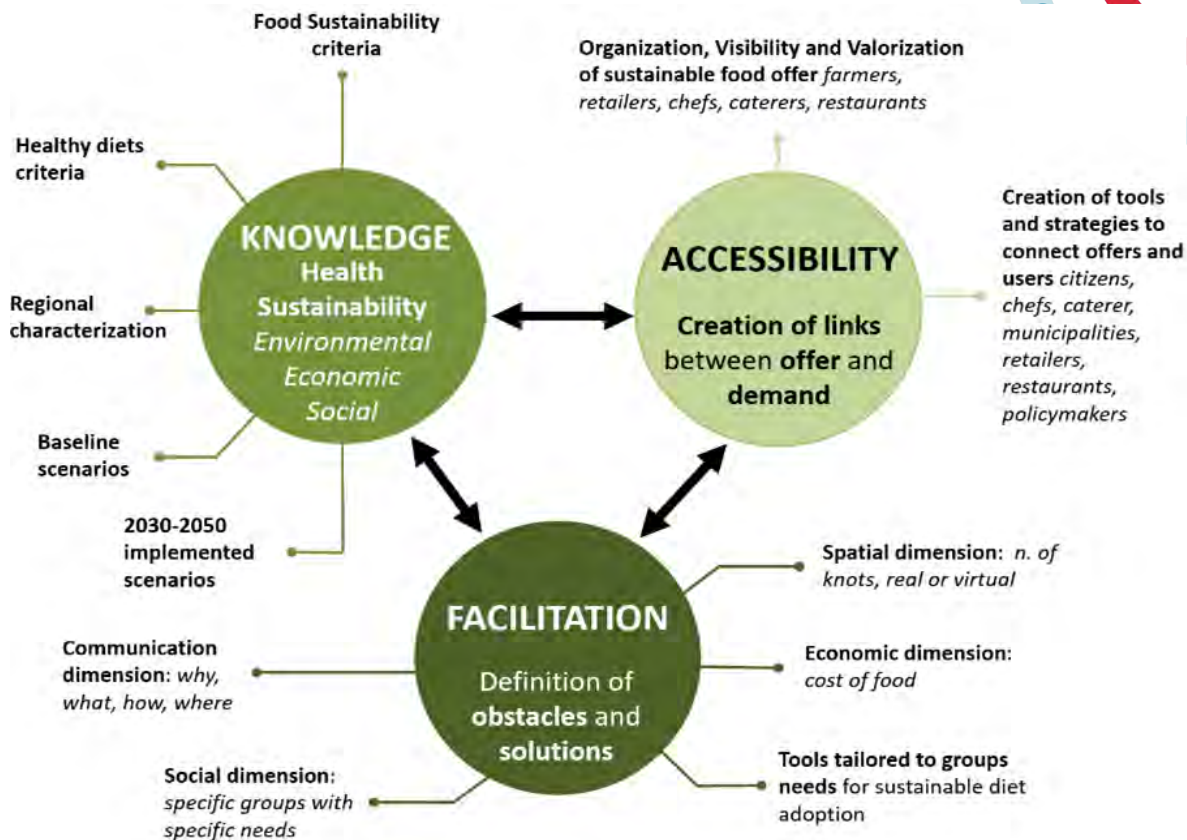 Food Sustainability
criteria
Healthy diets
criteria
Regional
characterization
Baseline
scenarios
2030-2050
implemented
scenarios
KNOWLEDGE
Health
Sustainability
Environmental
Economic
Social
Organization, Visibility and Valorization
of sustainable food offer farmers,
retailers, chefs, caterers, restaurants
ACCESSIBILITY
Creation of links
between offer and
demand
Creation of tools
and strategies to
connect offers and
users citizens,
chefs, caterer,
municipalities,
retailers,
restaurants,
policymakers
FACILITATION
Definition of
obstacles and
solutions
Communication
dimension: why,
what, how, where
Social dimension:
specific groups with
specific needs
Spatial dimension: n. of
knots, real or virtual
Economic dimension:
cost of food
Tools tailored to groups
needs for sustainable diet
adoption